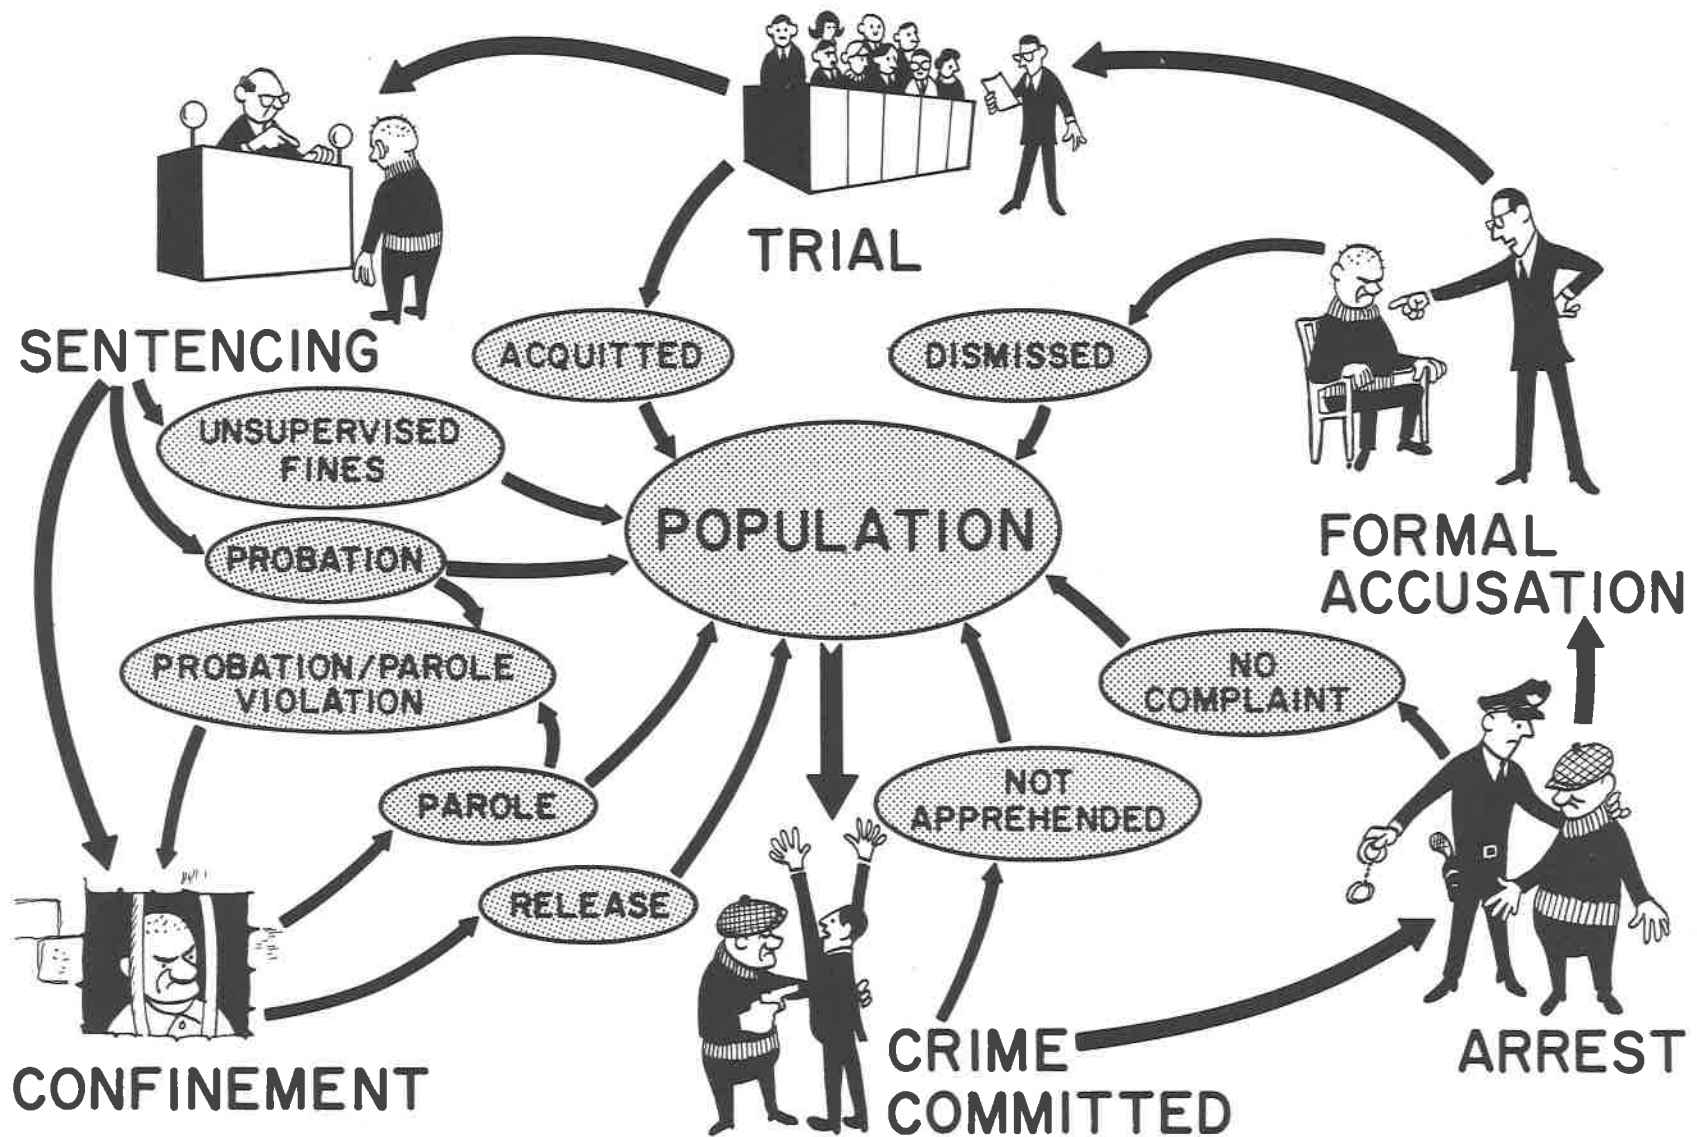 TRIAL
SENTENCING
ACQUITTED
DISMISSED
UNSUPERVISED
FINES
POPULATION
FORMAL
ACCUSATION
PROBATION
PROBATION/PAROLE
VIOLATION
NO
COMPLAINT
PAROLE
NOT
APPREHENDED
RELEASE
CRIME
COMMITTED
ARREST
CONFINEMENT